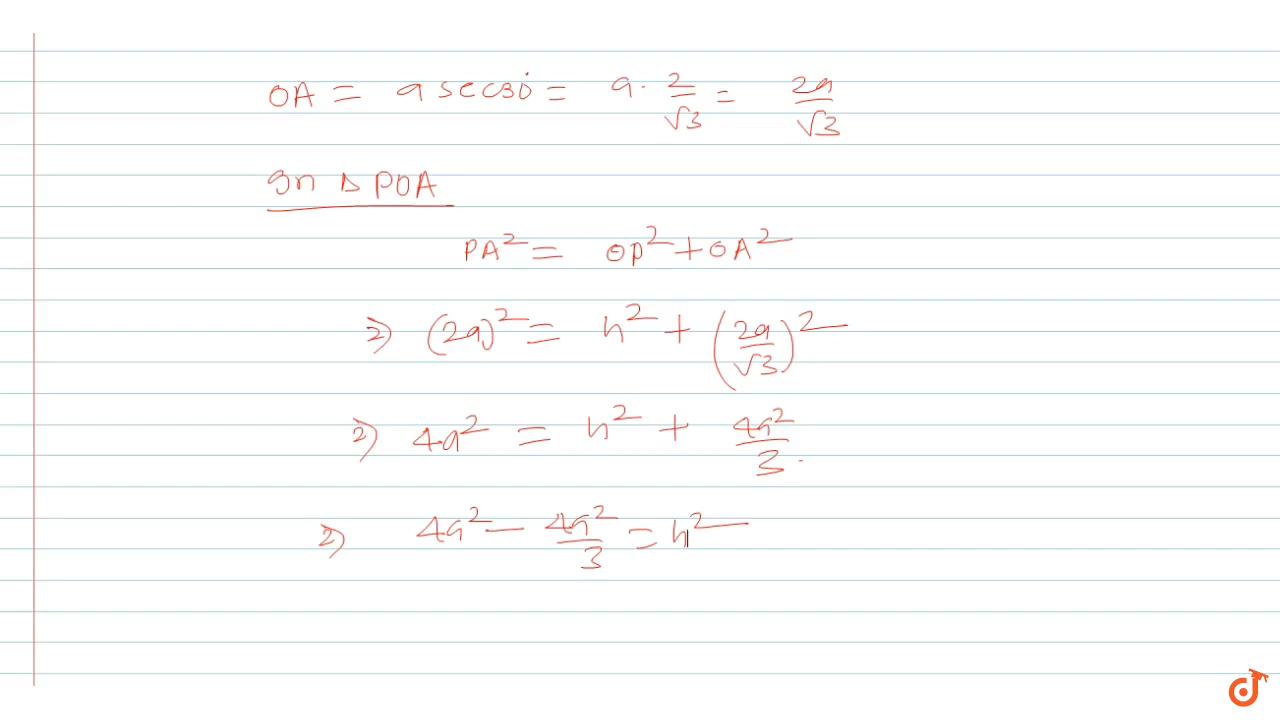 OA = a sec30° = a · 2/√3 = 2a/√3
In Δ POA
PA² = OP² + OA²
⇒ (2a)² = h² + (2a/√3)²
⇒ 4a² = h² + 4a²/3
⇒ 4a² - 4a²/3 = h²